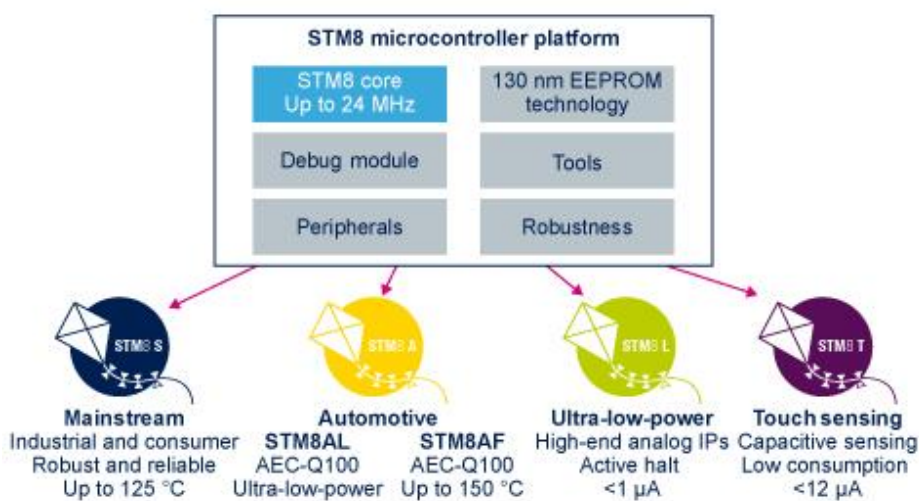 STM8 microcontroller platform
STM8 core
Up to 24 MHz
130 nm EEPROM
technology
Debug module
Tools
Peripherals
Robustness
STM8 S
STM8 A
STM8 L
STM8 T
Mainstream
Industrial and consumer
Robust and reliable
Up to 125 °C
Automotive
STM8AL
AEC-Q100
Ultra-low-power
STM8AF
AEC-Q100
Up to 150 °C
Ultra-low-power
High-end analog IPs
Active halt
<1 µA
Touch sensing
Capacitive sensing
Low consumption
<12 µA